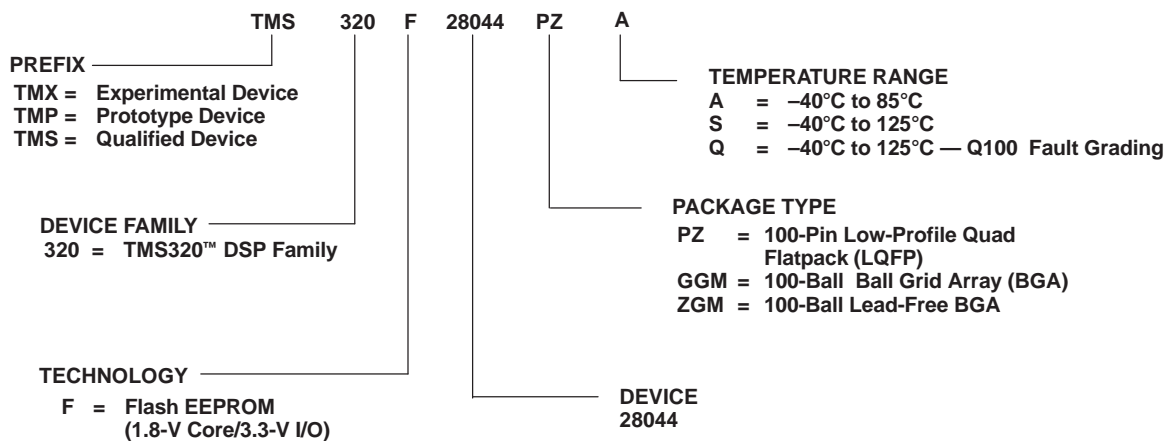 TMS 320 F 28044 PZ A
PREFIX
TMX = Experimental Device
TMP = Prototype Device
TMS = Qualified Device
TEMPERATURE RANGE
A = –40°C to 85°C
S = –40°C to 125°C
Q = –40°C to 125°C — Q100 Fault Grading
DEVICE FAMILY
320 = TMS320™ DSP Family
PACKAGE TYPE
PZ = 100-Pin Low-Profile Quad
Flatpack (LQFP)
GGM = 100-Ball Ball Grid Array (BGA)
ZGM = 100-Ball Lead-Free BGA
TECHNOLOGY
F = Flash EEPROM
(1.8-V Core/3.3-V I/O)
DEVICE
28044